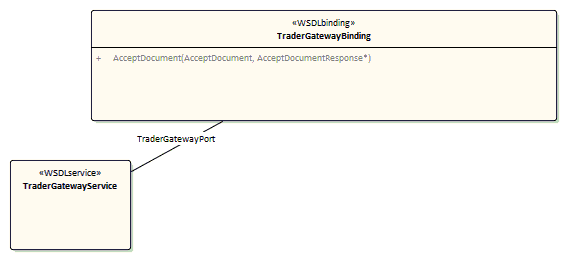 «WSDLbinding»
TraderGatewayBinding
+ AcceptDocument(AcceptDocument, AcceptDocumentResponse*)
TraderGatewayPort
«WSDLservice»
TraderGatewayService